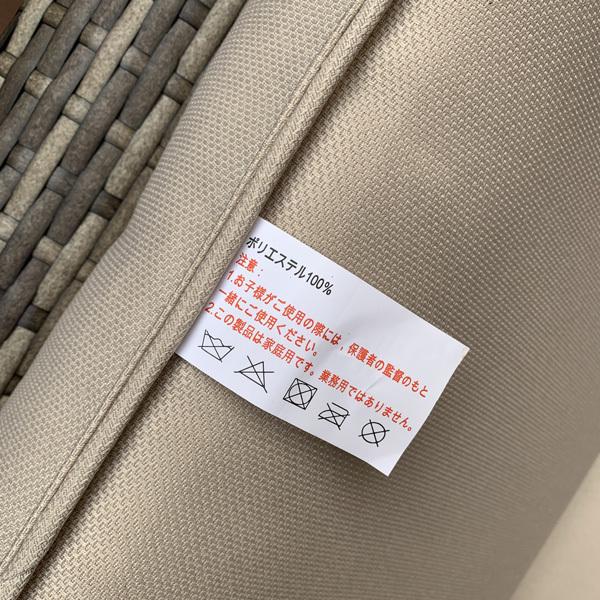 ポリエステル100%
注意：
1.お子様がご使用の際には、保護者の監督のもと
一緒にご使用ください。
2.この製品は家庭用です。業務用ではありません。